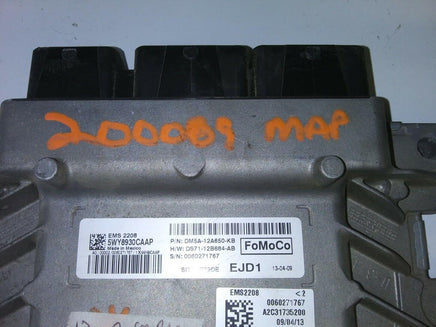 200089 MAP
EMS 2208
5WY8930CAAP
Made in Mexico
P/N: DM5A-12A650-KB
H/W: DS71-12B684-AB
S/N: 0060271767
FoMoCo
EJD1
13-04-09
EMS2208 <2
0060271767
A2C31735200
09/04/13